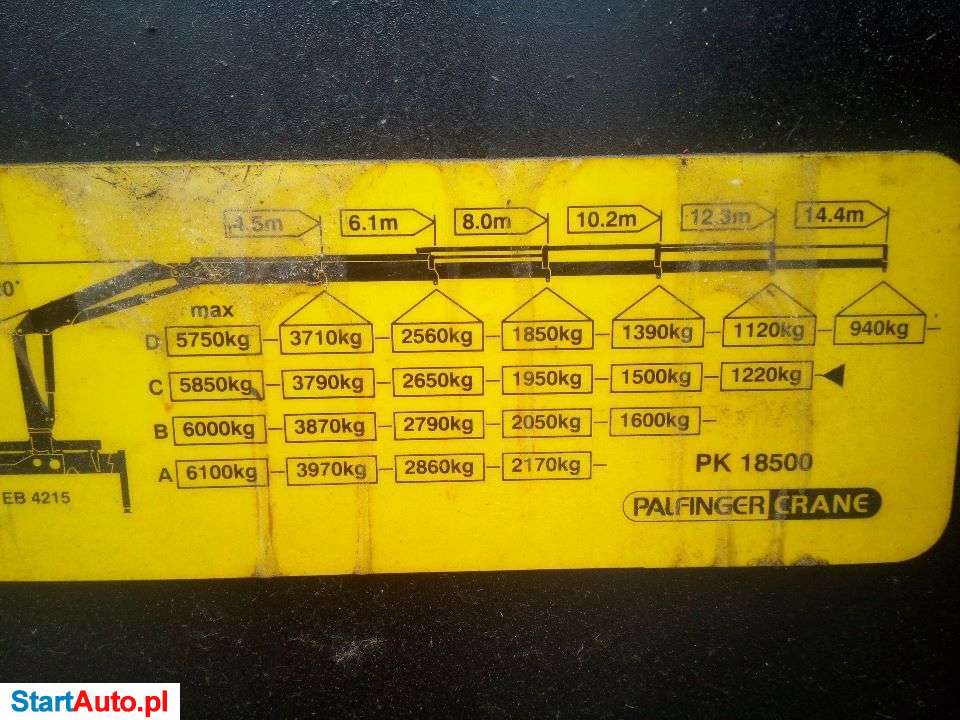 4.5m 6.1m 8.0m 10.2m 12.3m 14.4m
20°
max
D 5750kg 3710kg 2560kg 1850kg 1390kg 1120kg 940kg
C 5850kg 3790kg 2650kg 1950kg 1500kg 1220kg
B 6000kg 3870kg 2790kg 2050kg 1600kg
A 6100kg 3970kg 2860kg 2170kg
PK 18500
EB 4215
PALFINGER CRANE
StartAuto.pl